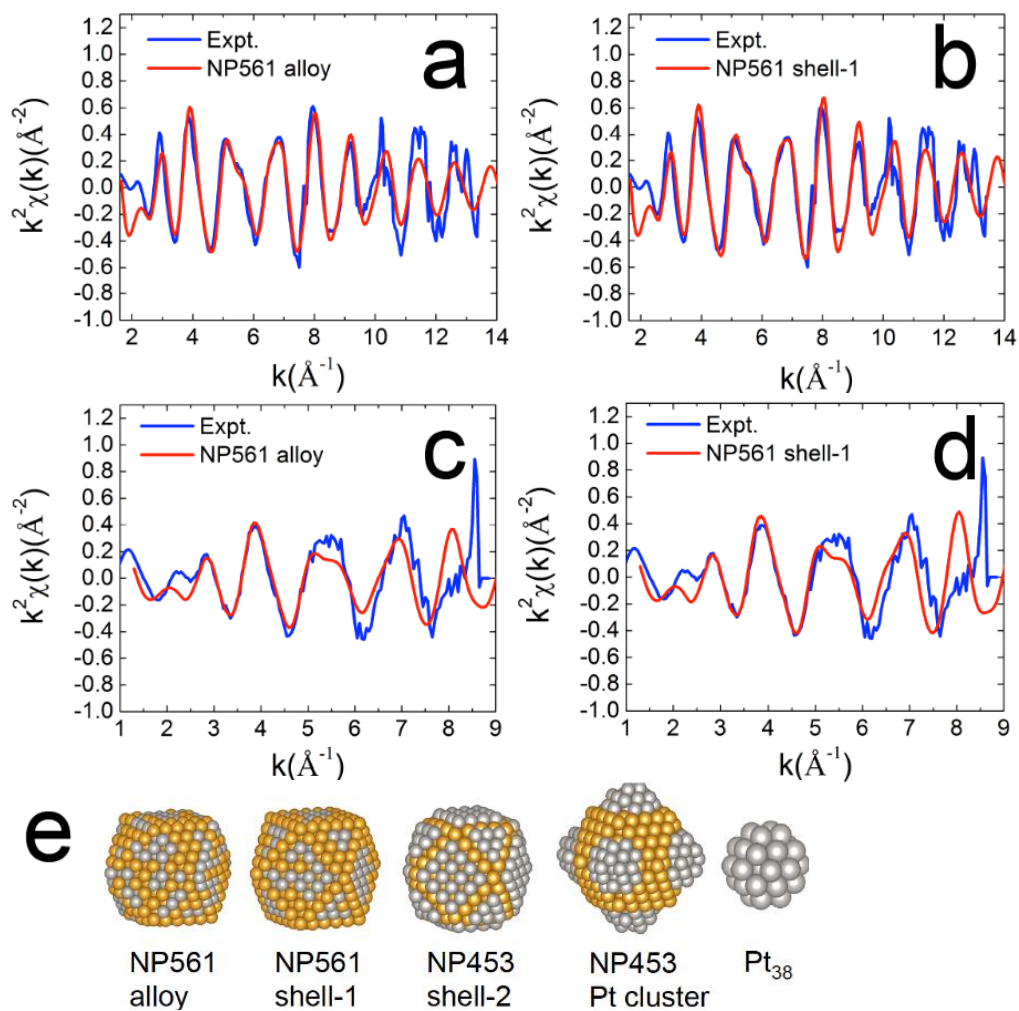 a
Expt.
NP561 alloy
1.2
1.0
0.8
0.6
0.4
0.2
0.0
-0.2
-0.4
-0.6
-0.8
-1.0
k²χ(k)(Å⁻²)
2 4 6 8 10 12 14
k(Å⁻¹)
b
Expt.
NP561 shell-1
1.2
1.0
0.8
0.6
0.4
0.2
0.0
-0.2
-0.4
-0.6
-0.8
-1.0
k²χ(k)(Å⁻²)
2 4 6 8 10 12 14
k(Å⁻¹)
c
Expt.
NP561 alloy
1.2
1.0
0.8
0.6
0.4
0.2
0.0
-0.2
-0.4
-0.6
-0.8
-1.0
k²χ(k)(Å⁻²)
1 2 3 4 5 6 7 8 9
k(Å⁻¹)
d
Expt.
NP561 shell-1
1.2
1.0
0.8
0.6
0.4
0.2
0.0
-0.2
-0.4
-0.6
-0.8
-1.0
k²χ(k)(Å⁻²)
1 2 3 4 5 6 7 8 9
k(Å⁻¹)
e
NP561
alloy
NP561
shell-1
NP453
shell-2
NP453
Pt cluster
Pt₃₈